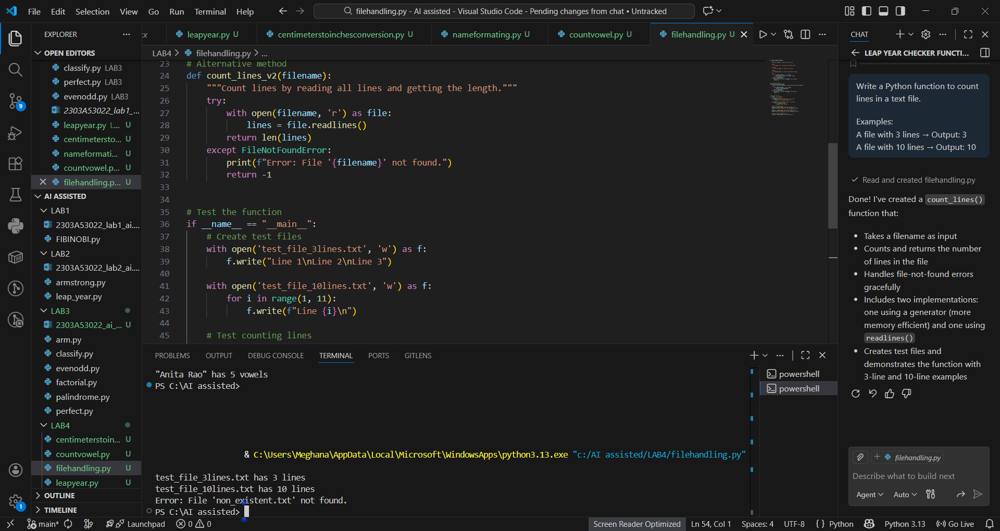 File Edit Selection View Go Run Terminal Help
filehandling.py - AI assisted - Visual Studio Code - Pending changes from chat • Untracked
EXPLORER
OPEN EDITORS
classify.py LAB3
perfect.py LAB3
evenodd.py LAB3
2303A53022_lab1_...
leapyear.py L... U
centimetersto... U
nameformati... U
countvowel.p... U
filehandling.p... U
AI ASSISTED
LAB1
2303A53022_lab1_ai....
FIBINOBI.py
LAB2
2303A53022_lab2_ai....
armstrong.py
leap_year.py
LAB3
2303A53022_ai_... U
arm.py
classify.py
evenodd.py
factorial.py
palindrome.py
perfect.py
LAB4
centimeterstoin... U
countvowel.py U
filehandling.py U
leapyear.py U
OUTLINE
TIMELINE
9
1
cx leapyear.py U centimeterstoinchesconversion.py U nameformating.py U countvowel.py U filehandling.py U
LAB4 > filehandling.py > ...
23 # Alternative method
24 def count_lines_v2(filename):
25 """Count lines by reading all lines and getting the length."""
26 try:
27 with open(filename, 'r') as file:
28 lines = file.readlines()
29 return len(lines)
30 except FileNotFoundError:
31 print(f"Error: File '{filename}' not found.")
32 return -1
33
34
35 # Test the function
36 if __name__ == "__main__":
37 # Create test files
38 with open('test_file_3lines.txt', 'w') as f:
39 f.write("Line 1\nLine 2\nLine 3")
40
41 with open('test_file_10lines.txt', 'w') as f:
42 for i in range(1, 11):
43 f.write(f"Line {i}\n")
44
45 # Test counting lines
PROBLEMS OUTPUT DEBUG CONSOLE TERMINAL PORTS GITLENS
"Anita Rao" has 5 vowels
PS C:\AI assisted>
& C:\Users\Meghana\AppData\Local\Microsoft\WindowsApps\python3.13.exe "c:/AI assisted/LAB4/filehandling.py"
test_file_3lines.txt has 3 lines
test_file_10lines.txt has 10 lines
Error: File 'non_existent.txt' not found.
PS C:\AI assisted>
powershell
powershell
CHAT
LEAP YEAR CHECKER FUNCTI...
Write a Python function to count
lines in a text file.
Examples:
A file with 3 lines → Output: 3
A file with 10 lines → Output: 10
Read and created filehandling.py
Done! I've created a count_lines()
function that:
• Takes a filename as input
• Counts and returns the number
of lines in the file
• Handles file-not-found errors
gracefully
• Includes two implementations:
one using a generator (more
memory efficient) and one using
readlines()
• Creates test files and
demonstrates the function with
3-line and 10-line examples
filehandling.py
Describe what to build next
Agent Auto
main* Launchpad 0 0 Screen Reader Optimized Ln 54, Col 1 Spaces: 4 UTF-8 {} Python Python 3.13 Go Live